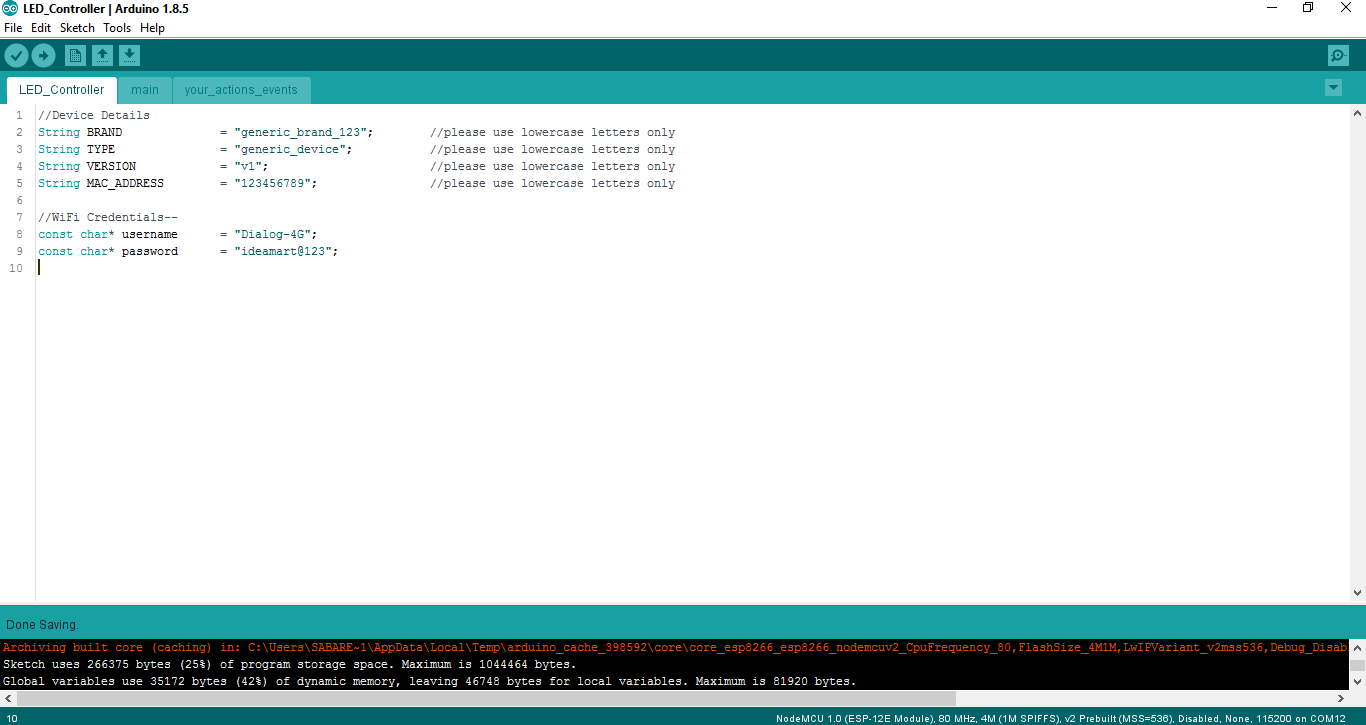 LED_Controller | Arduino 1.8.5
File Edit Sketch Tools Help
LED_Controller main your_actions_events
1 //Device Details
2 String BRAND = "generic_brand_123"; //please use lowercase letters only
3 String TYPE = "generic_device"; //please use lowercase letters only
4 String VERSION = "v1"; //please use lowercase letters only
5 String MAC_ADDRESS = "123456789"; //please use lowercase letters only
6
7 //WiFi Credentials--
8 const char* username = "Dialog-4G";
9 const char* password = "ideamart@123";
10
Done Saving.
Archiving built core (caching) in: C:\Users\SABARE~1\AppData\Local\Temp\arduino_cache_398592\core\core_esp8266_esp8266_nodemcuv2_CpuFrequency_80,FlashSize_4M1M,LwIPVariant_v2mss536,Debug_Disab
Sketch uses 266375 bytes (25%) of program storage space. Maximum is 1044464 bytes.
Global variables use 35172 bytes (42%) of dynamic memory, leaving 46748 bytes for local variables. Maximum is 81920 bytes.
10 NodeMCU 1.0 (ESP-12E Module), 80 MHz, 4M (1M SPIFFS), v2 Prebuilt (MSS=536), Disabled, None, 115200 on COM12